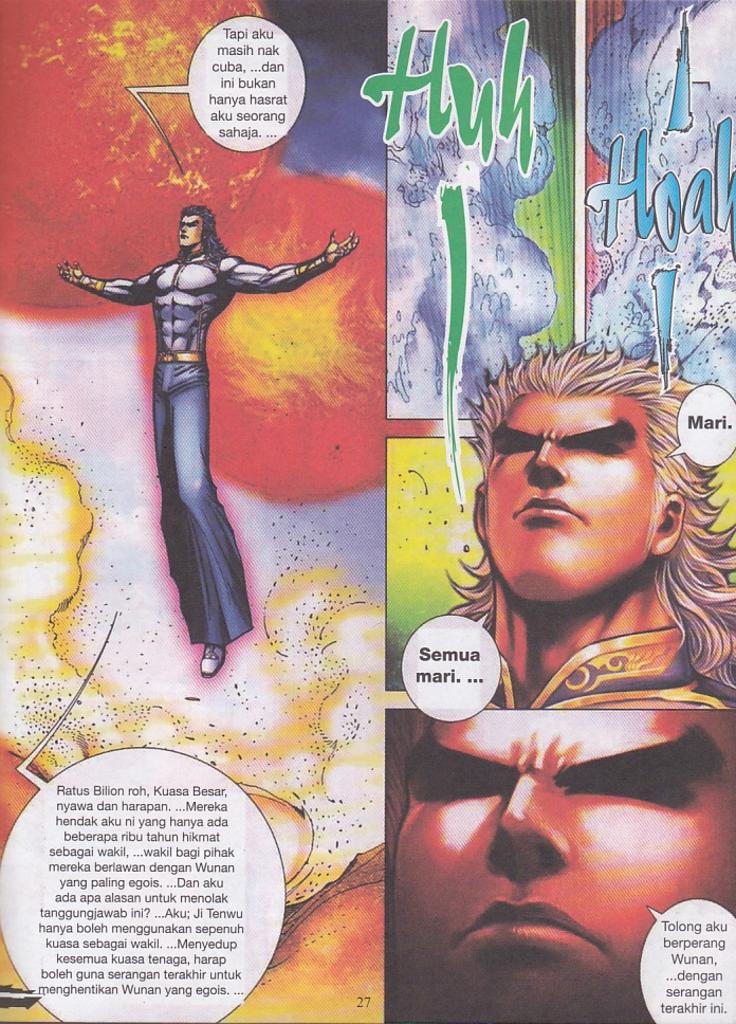 Tapi aku
masih nak
cuba, ...dan
ini bukan
hanya hasrat
aku seorang
sahaja. ...
Ratus Bilion roh, Kuasa Besar,
nyawa dan harapan. ...Mereka
hendak aku ni yang hanya ada
beberapa ribu tahun hikmat
sebagai wakil, ...wakil bagi pihak
mereka berlawan dengan Wunan
yang paling egois. ...Dan aku
ada apa alasan untuk menolak
tanggungjawab ini? ...Aku; Ji Tenwu
hanya boleh menggunakan sepenuh
kuasa sebagai wakil. ...Menyedup
kesemua kuasa tenaga, harap
boleh guna serangan terakhir untuk
menghentikan Wunan yang egois. ...
Huh
Hoah
Mari.
Semua
mari. ...
Tolong aku
berperang
Wunan,
...dengan
serangan
terakhir ini.
27